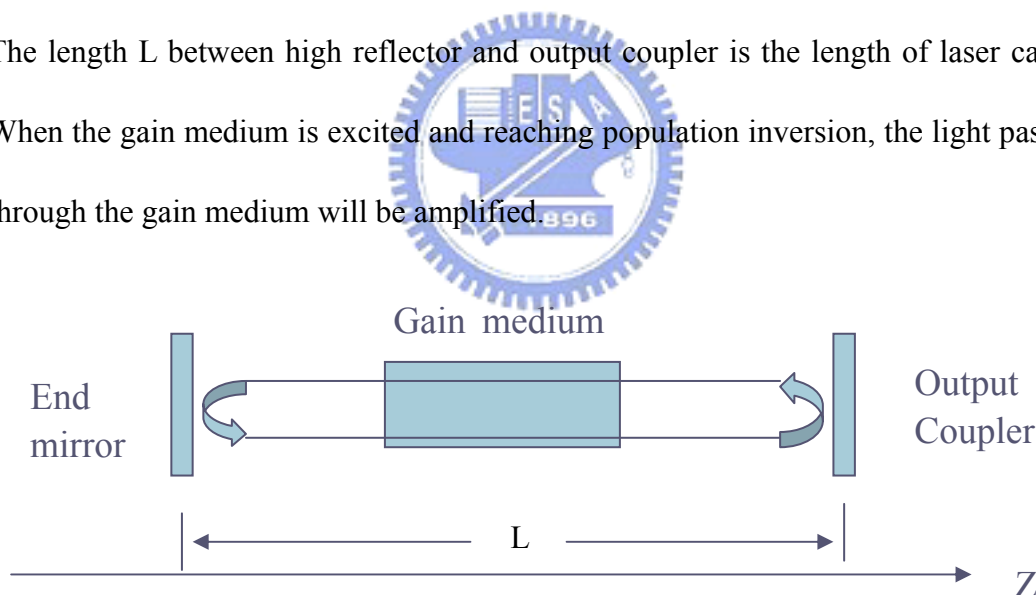 The length L between high reflector and output coupler is the length of laser ca
When the gain medium is excited and reaching population inversion, the light pas
through the gain medium will be amplified.
ESA
1896
Gain medium
End
mirror
Output
Coupler
L
Z